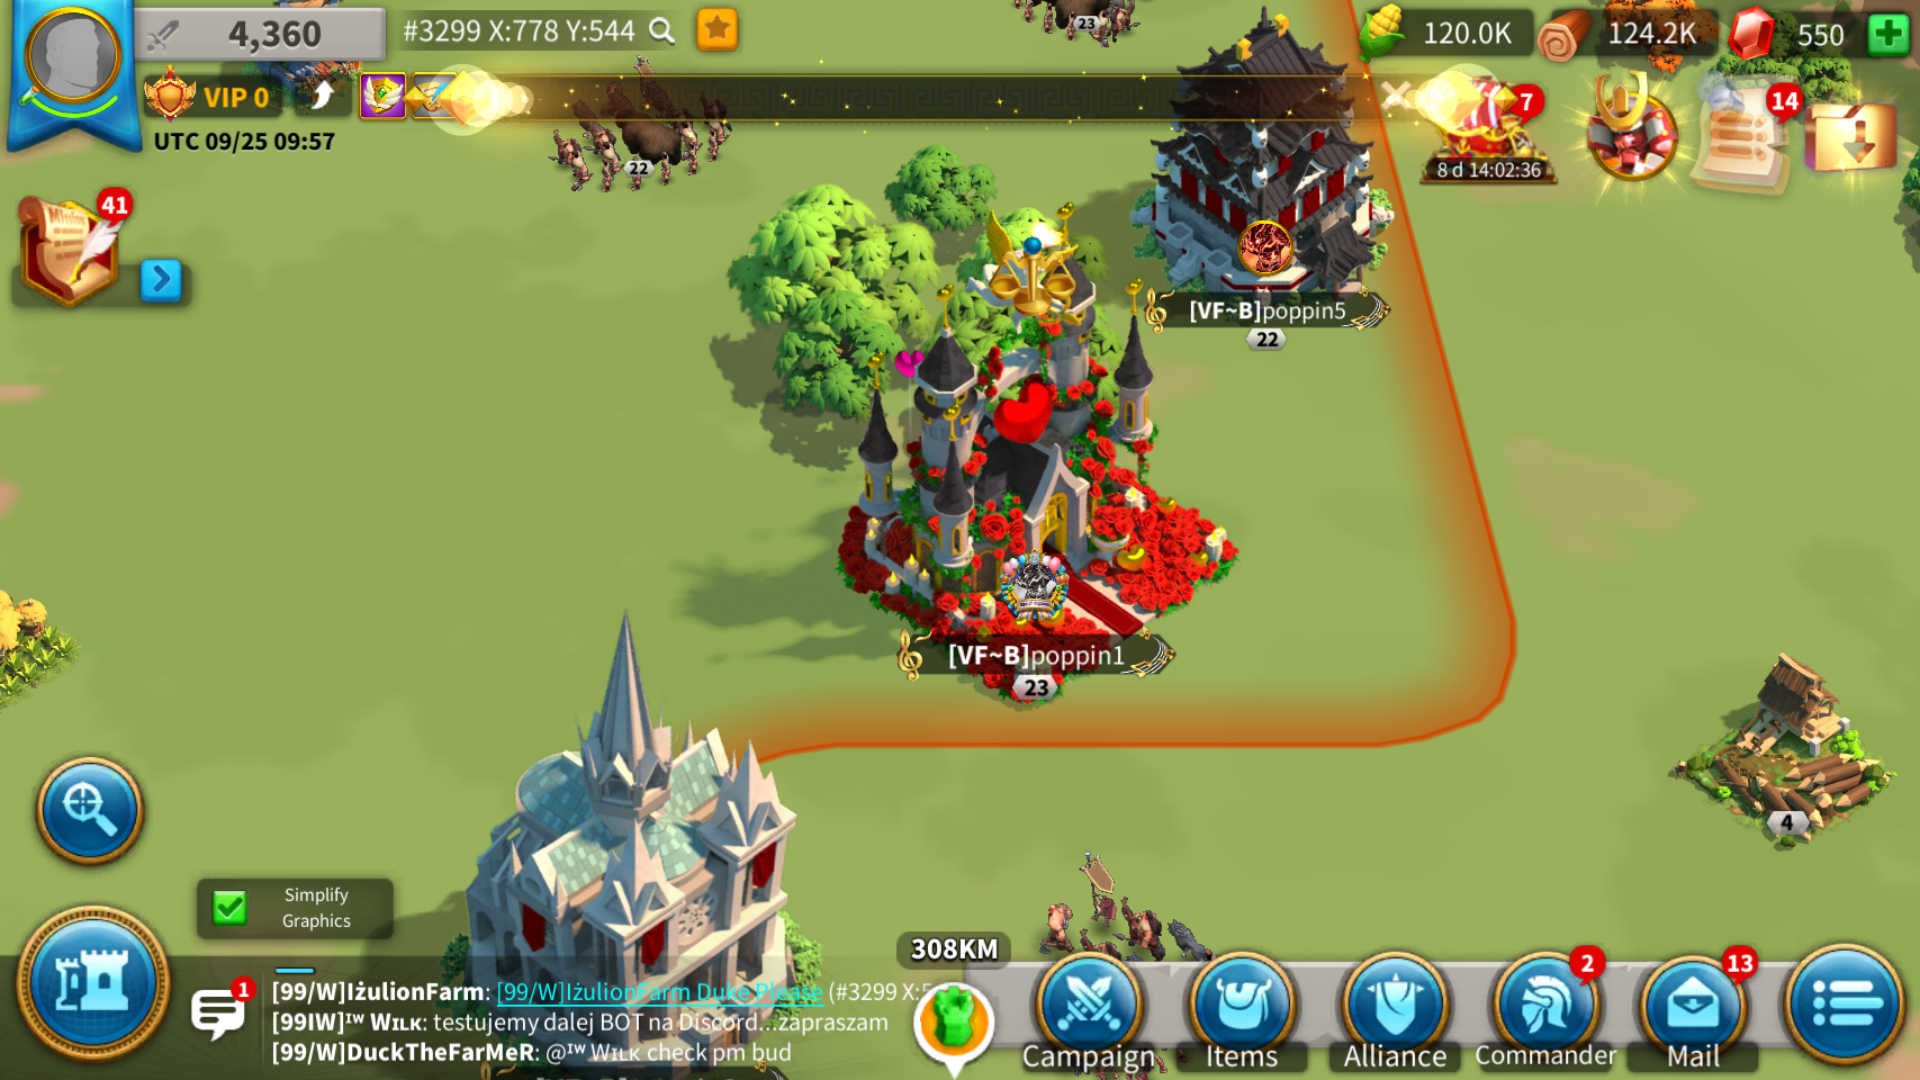 4,360
#3299 X:778 Y:544
120.0K
124.2K
550
VIP 0
UTC 09/25 09:57
7
8 d 14:02:36
14
23
22
Mission
41
[VF~B]poppin5
22
[VF~B]poppin1
23
4
Simplify
Graphics
308KM
1
[99/W]IżulionFarm: [99/W]IżulionFarm Duke Please (#3299 X:5
[99IW]ᴵᵂ Wɪʟᴋ: testujemy dalej BOT na Discord...zapraszam
[99/W]DuckTheFarMeR: @ᴵᵂ Wɪʟᴋ check pm bud
Campaign
Items
Alliance
2
Commander
13
Mail